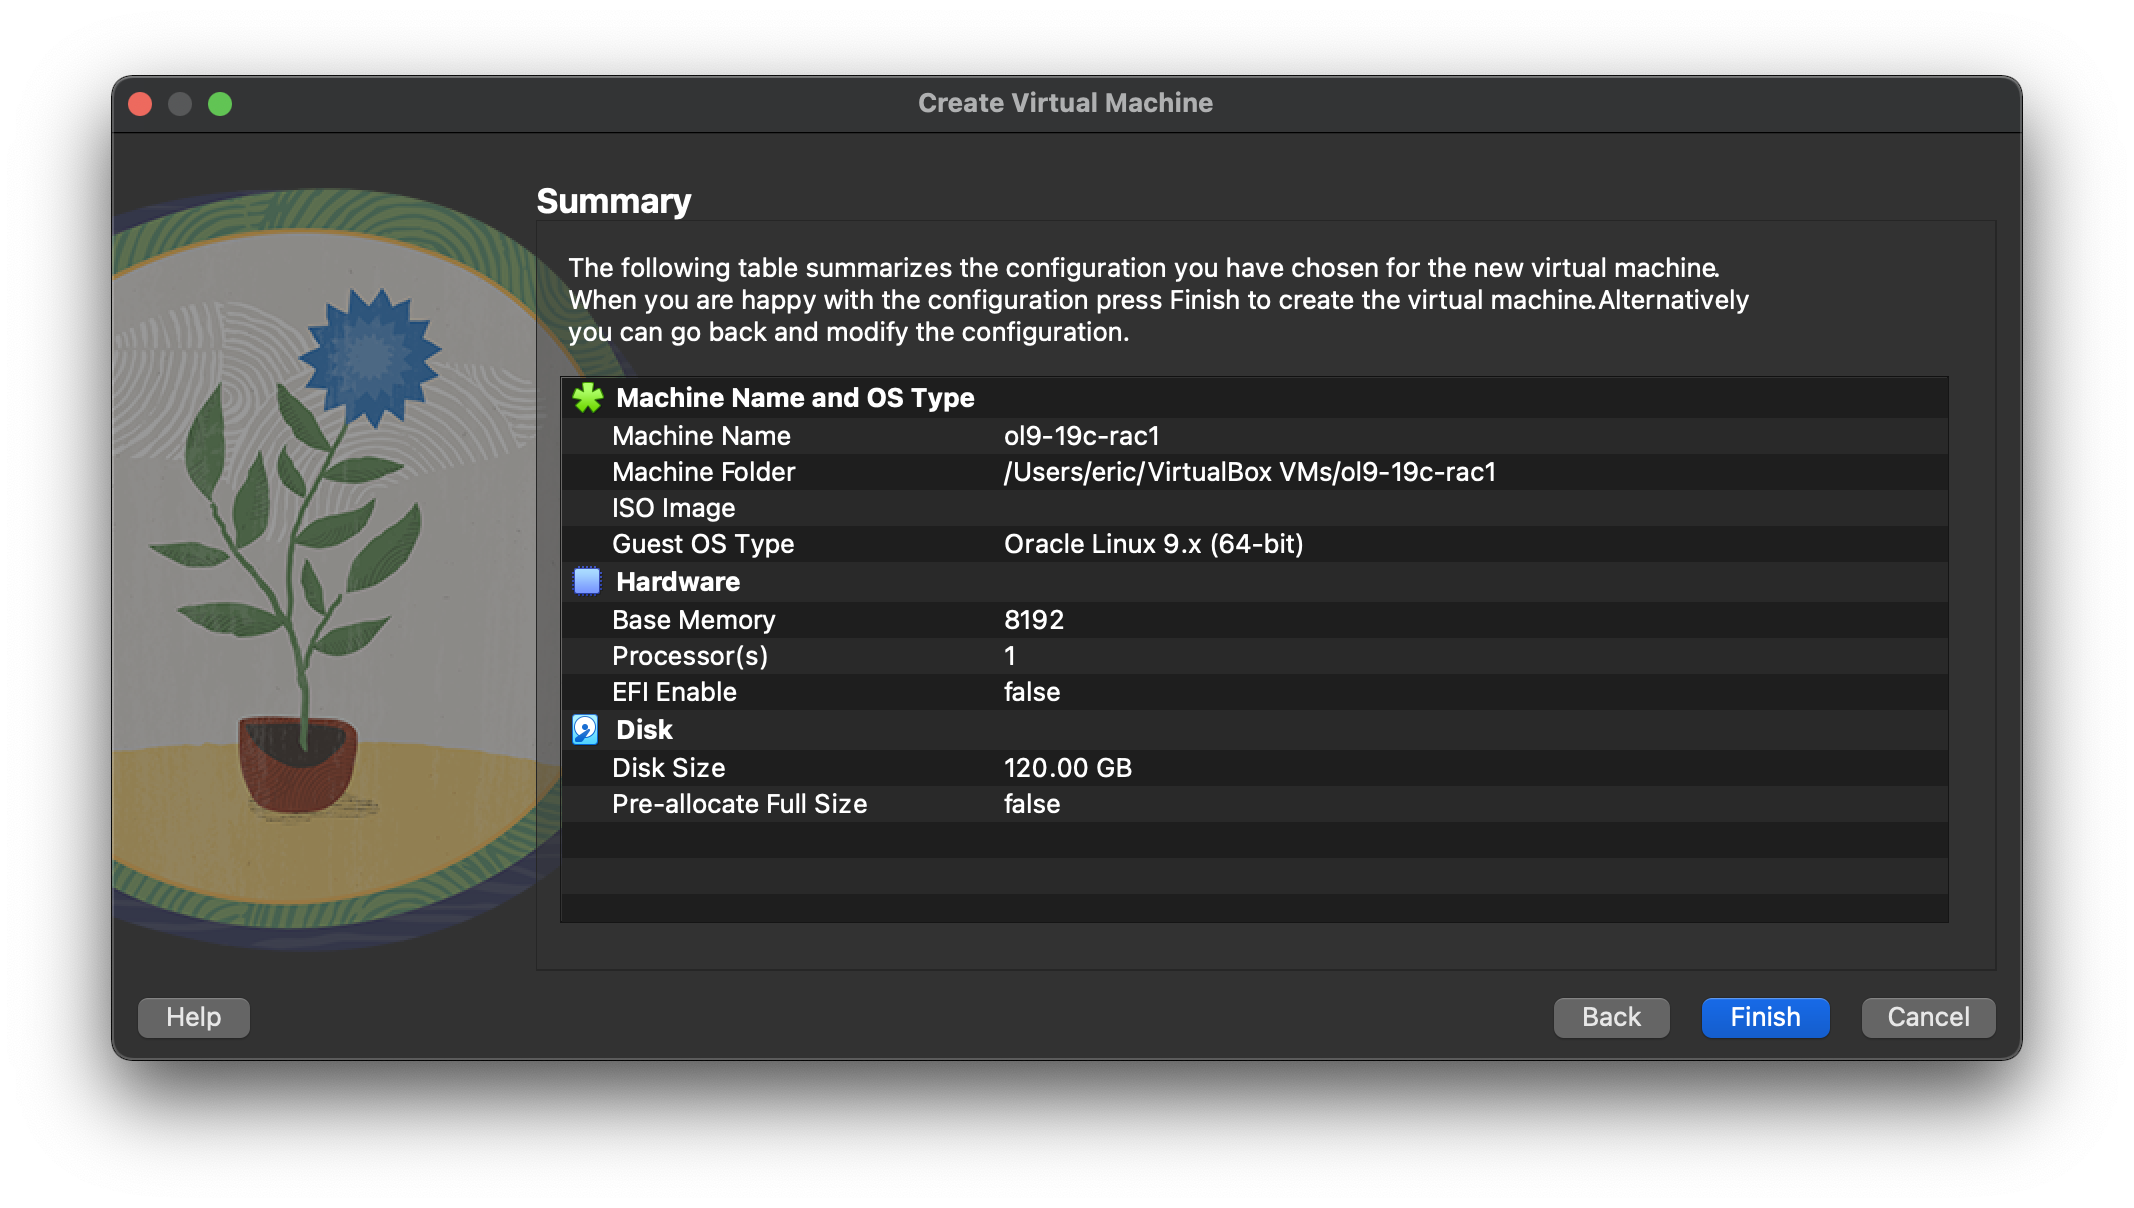 Create Virtual Machine
Summary
The following table summarizes the configuration you have chosen for the new virtual machine.
When you are happy with the configuration press Finish to create the virtual machine.Alternatively
you can go back and modify the configuration.
Machine Name and OS Type
Machine Name ol9-19c-rac1
Machine Folder /Users/eric/VirtualBox VMs/ol9-19c-rac1
ISO Image
Guest OS Type Oracle Linux 9.x (64-bit)
Hardware
Base Memory 8192
Processor(s) 1
EFI Enable false
Disk
Disk Size 120.00 GB
Pre-allocate Full Size false
Help Back Finish Cancel